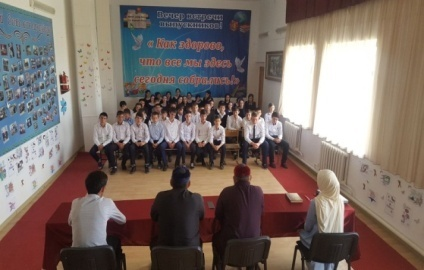 Вечер встречи
выпускников!
« Как здорово,
что все мы здесь
сегодня собрались!»